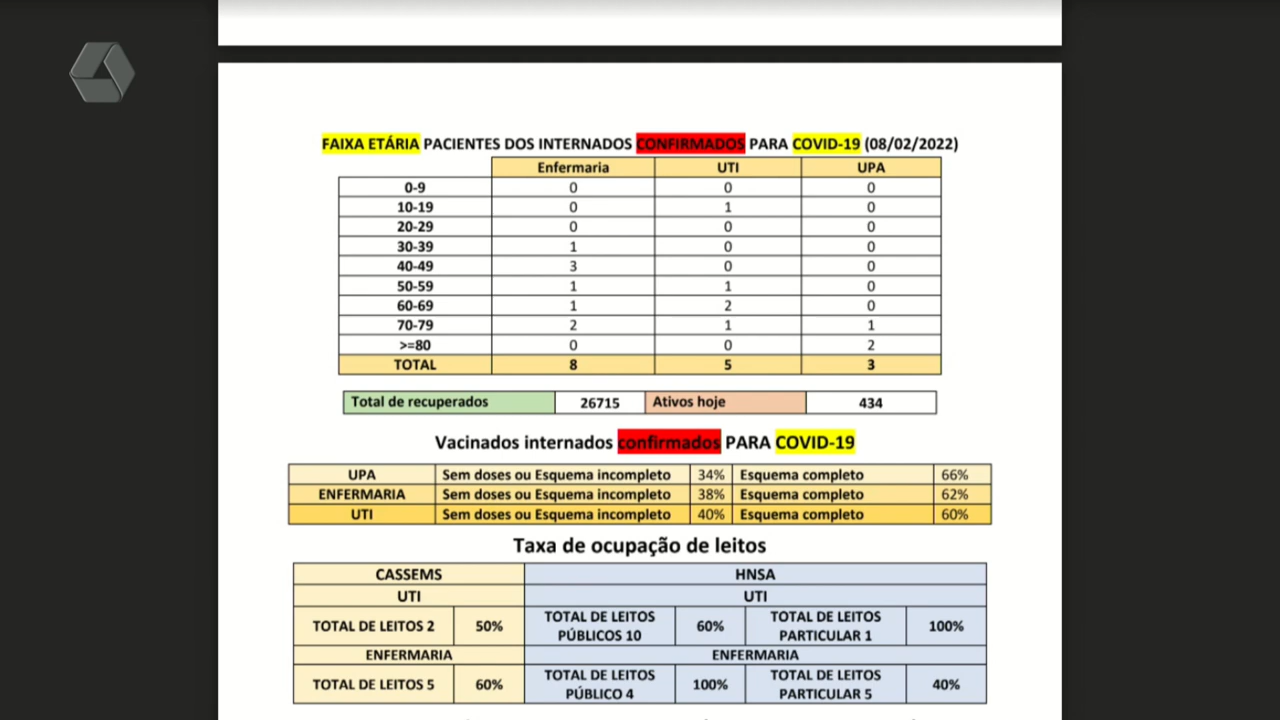 FAIXA ETÁRIA PACIENTES DOS INTERNADOS CONFIRMADOS PARA COVID-19 (08/02/2022)
Enfermaria UTI UPA
0-9 0 0 0
10-19 0 1 0
20-29 0 0 0
30-39 1 0 0
40-49 3 0 0
50-59 1 1 0
60-69 1 2 0
70-79 2 1 1
>=80 0 0 2
TOTAL 8 5 3
Total de recuperados 26715 Ativos hoje 434
Vacinados internados confirmados PARA COVID-19
UPA Sem doses ou Esquema incompleto 34% Esquema completo 66%
ENFERMARIA Sem doses ou Esquema incompleto 38% Esquema completo 62%
UTI Sem doses ou Esquema incompleto 40% Esquema completo 60%
Taxa de ocupação de leitos
CASSEMS HNSA
UTI UTI
TOTAL DE LEITOS 2 50% TOTAL DE LEITOS PÚBLICOS 10 60% TOTAL DE LEITOS PARTICULAR 1 100%
ENFERMARIA ENFERMARIA
TOTAL DE LEITOS 5 60% TOTAL DE LEITOS PÚBLICO 4 100% TOTAL DE LEITOS PARTICULAR 5 40%